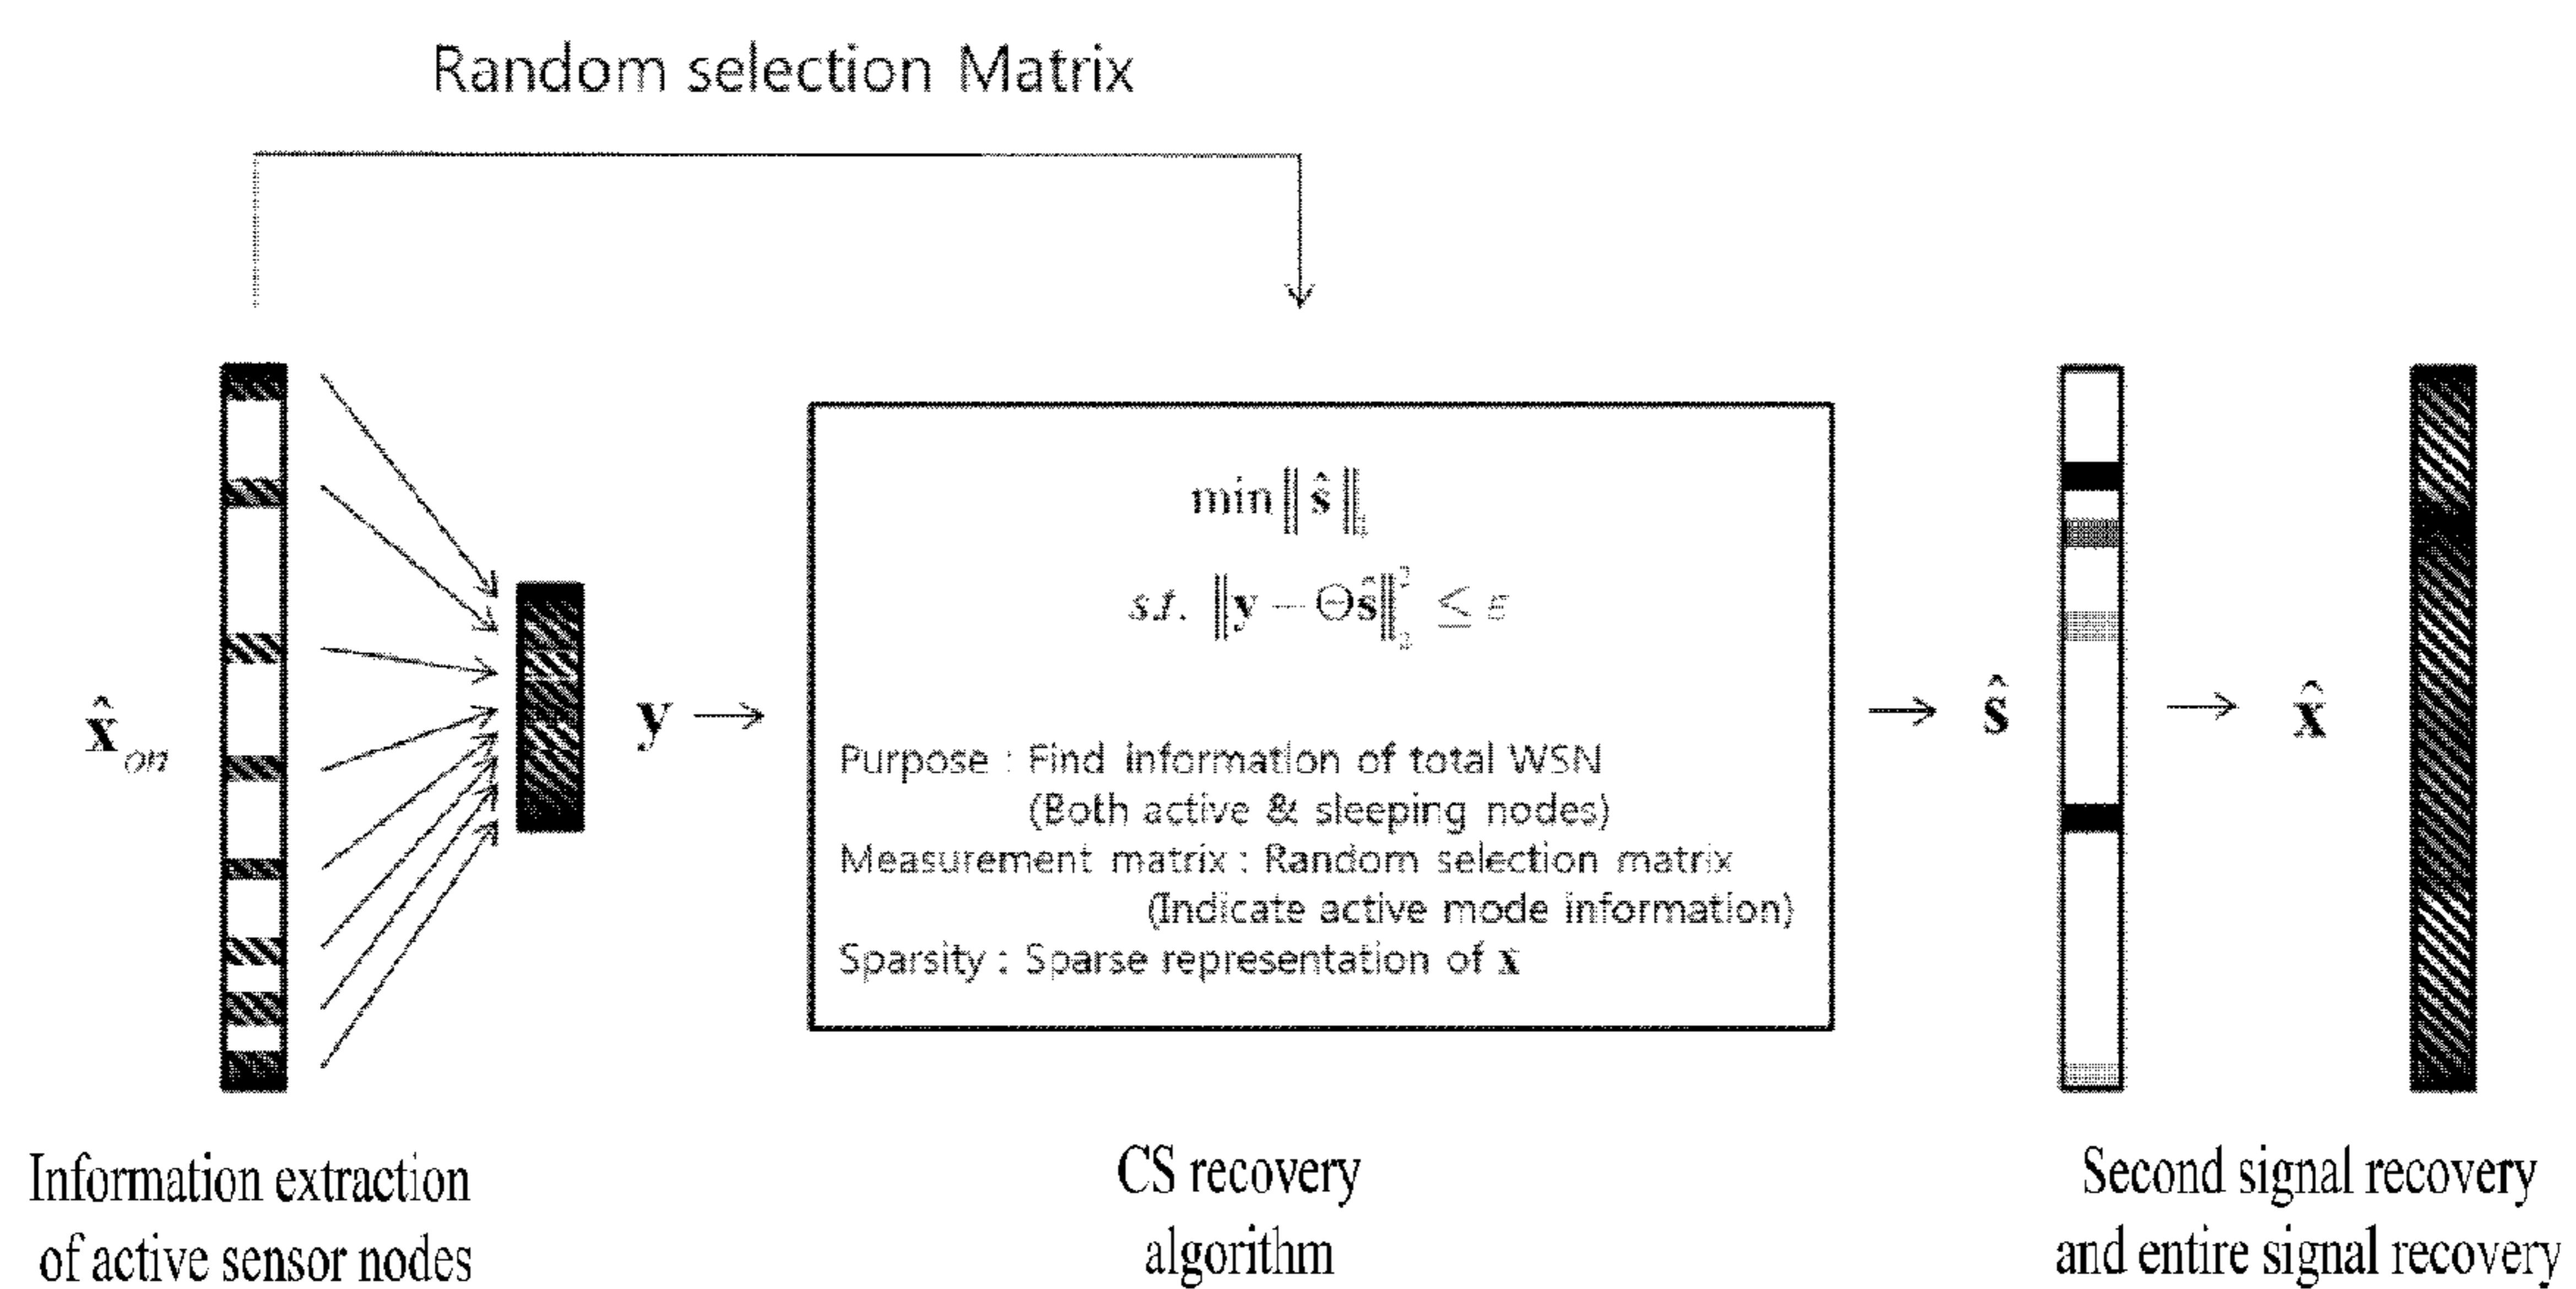 Random selection Matrix
x̂on
y
min‖ŝ‖1
s.t. ‖y − Θŝ‖22 ≤ ε
Purpose : Find information of total WSN
(Both active & sleeping nodes)
Measurement matrix : Random selection matrix
(Indicate active mode information)
Sparsity : Sparse representation of x
ŝ
x̂
Information extraction
of active sensor nodes
CS recovery
algorithm
Second signal recovery
and entire signal recovery